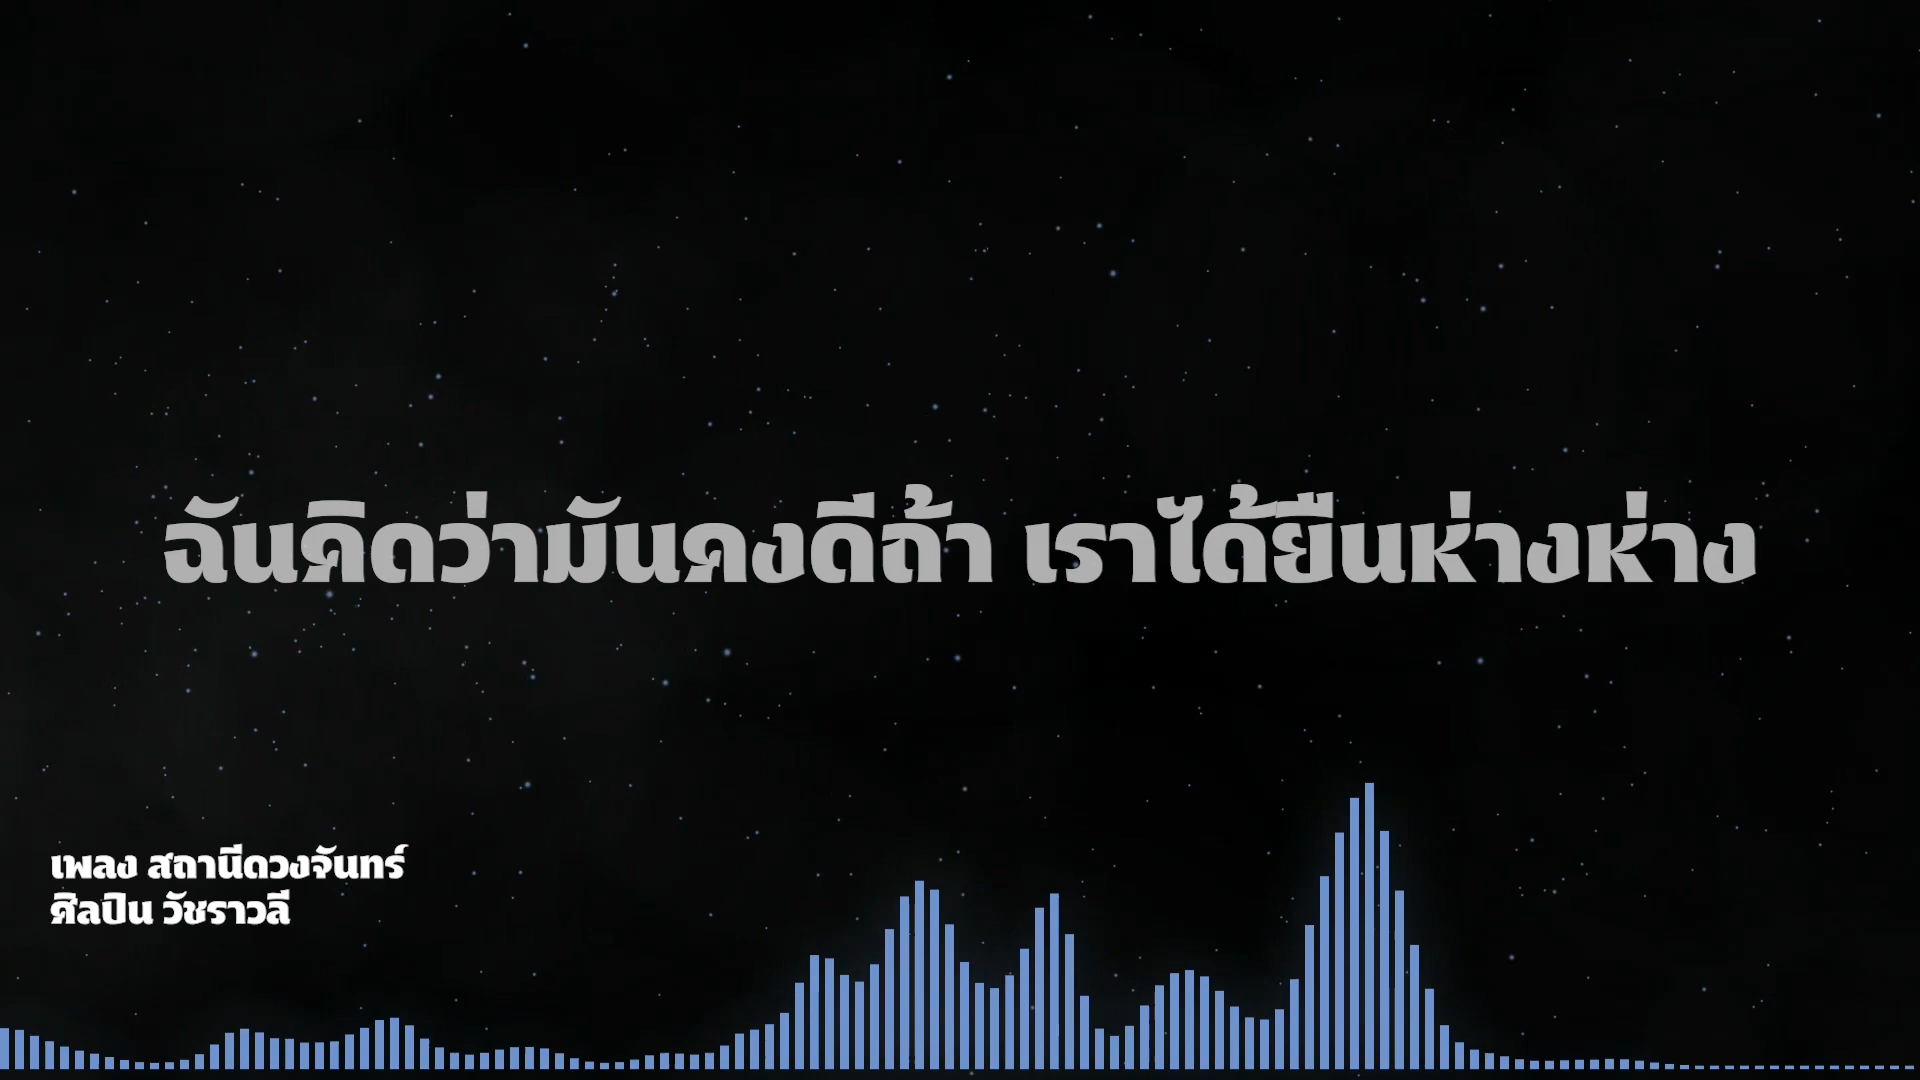 ฉันคิดว่ามันคงดีถ้า เราได้ยืนห่างห่าง
เพลง สถานีดวงจันทร์
ศิลปิน วัชราวลี